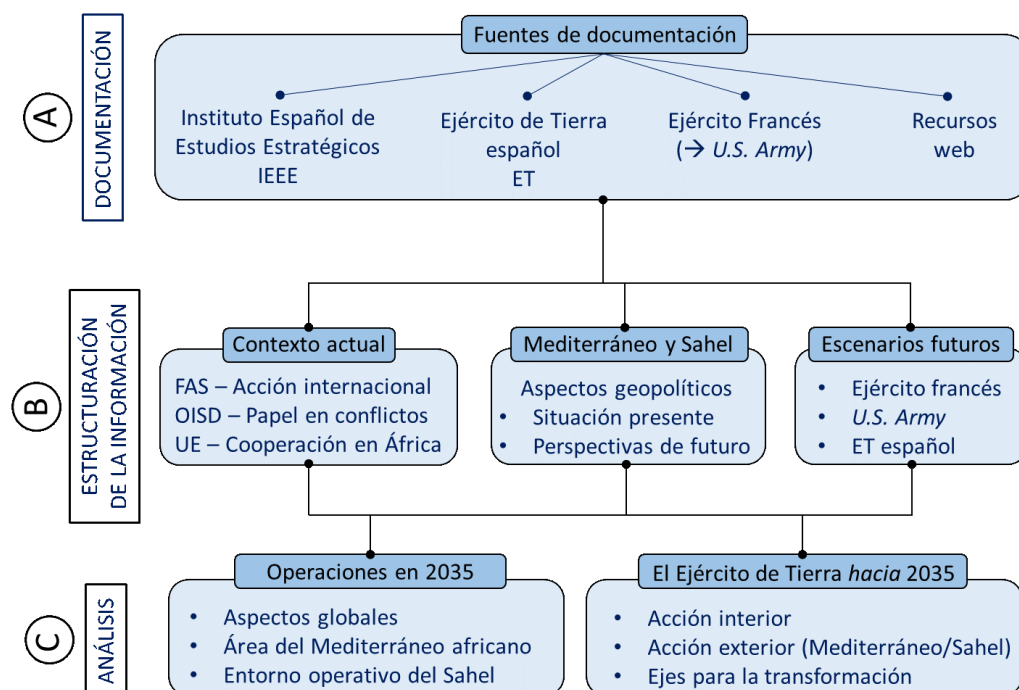 A
DOCUMENTACIÓN
Fuentes de documentación
Instituto Español de
Estudios Estratégicos
IEEE
Ejército de Tierra
español
ET
Ejército Francés
(→ U.S. Army)
Recursos
web
B
ESTRUCTURACIÓN
DE LA INFORMACIÓN
Contexto actual
FAS – Acción internacional
OISD – Papel en conflictos
UE – Cooperación en África
Mediterráneo y Sahel
Aspectos geopolíticos
• Situación presente
• Perspectivas de futuro
Escenarios futuros
• Ejército francés
• U.S. Army
• ET español
C
ANÁLISIS
Operaciones en 2035
• Aspectos globales
• Área del Mediterráneo africano
• Entorno operativo del Sahel
El Ejército de Tierra hacia 2035
• Acción interior
• Acción exterior (Mediterráneo/Sahel)
• Ejes para la transformación